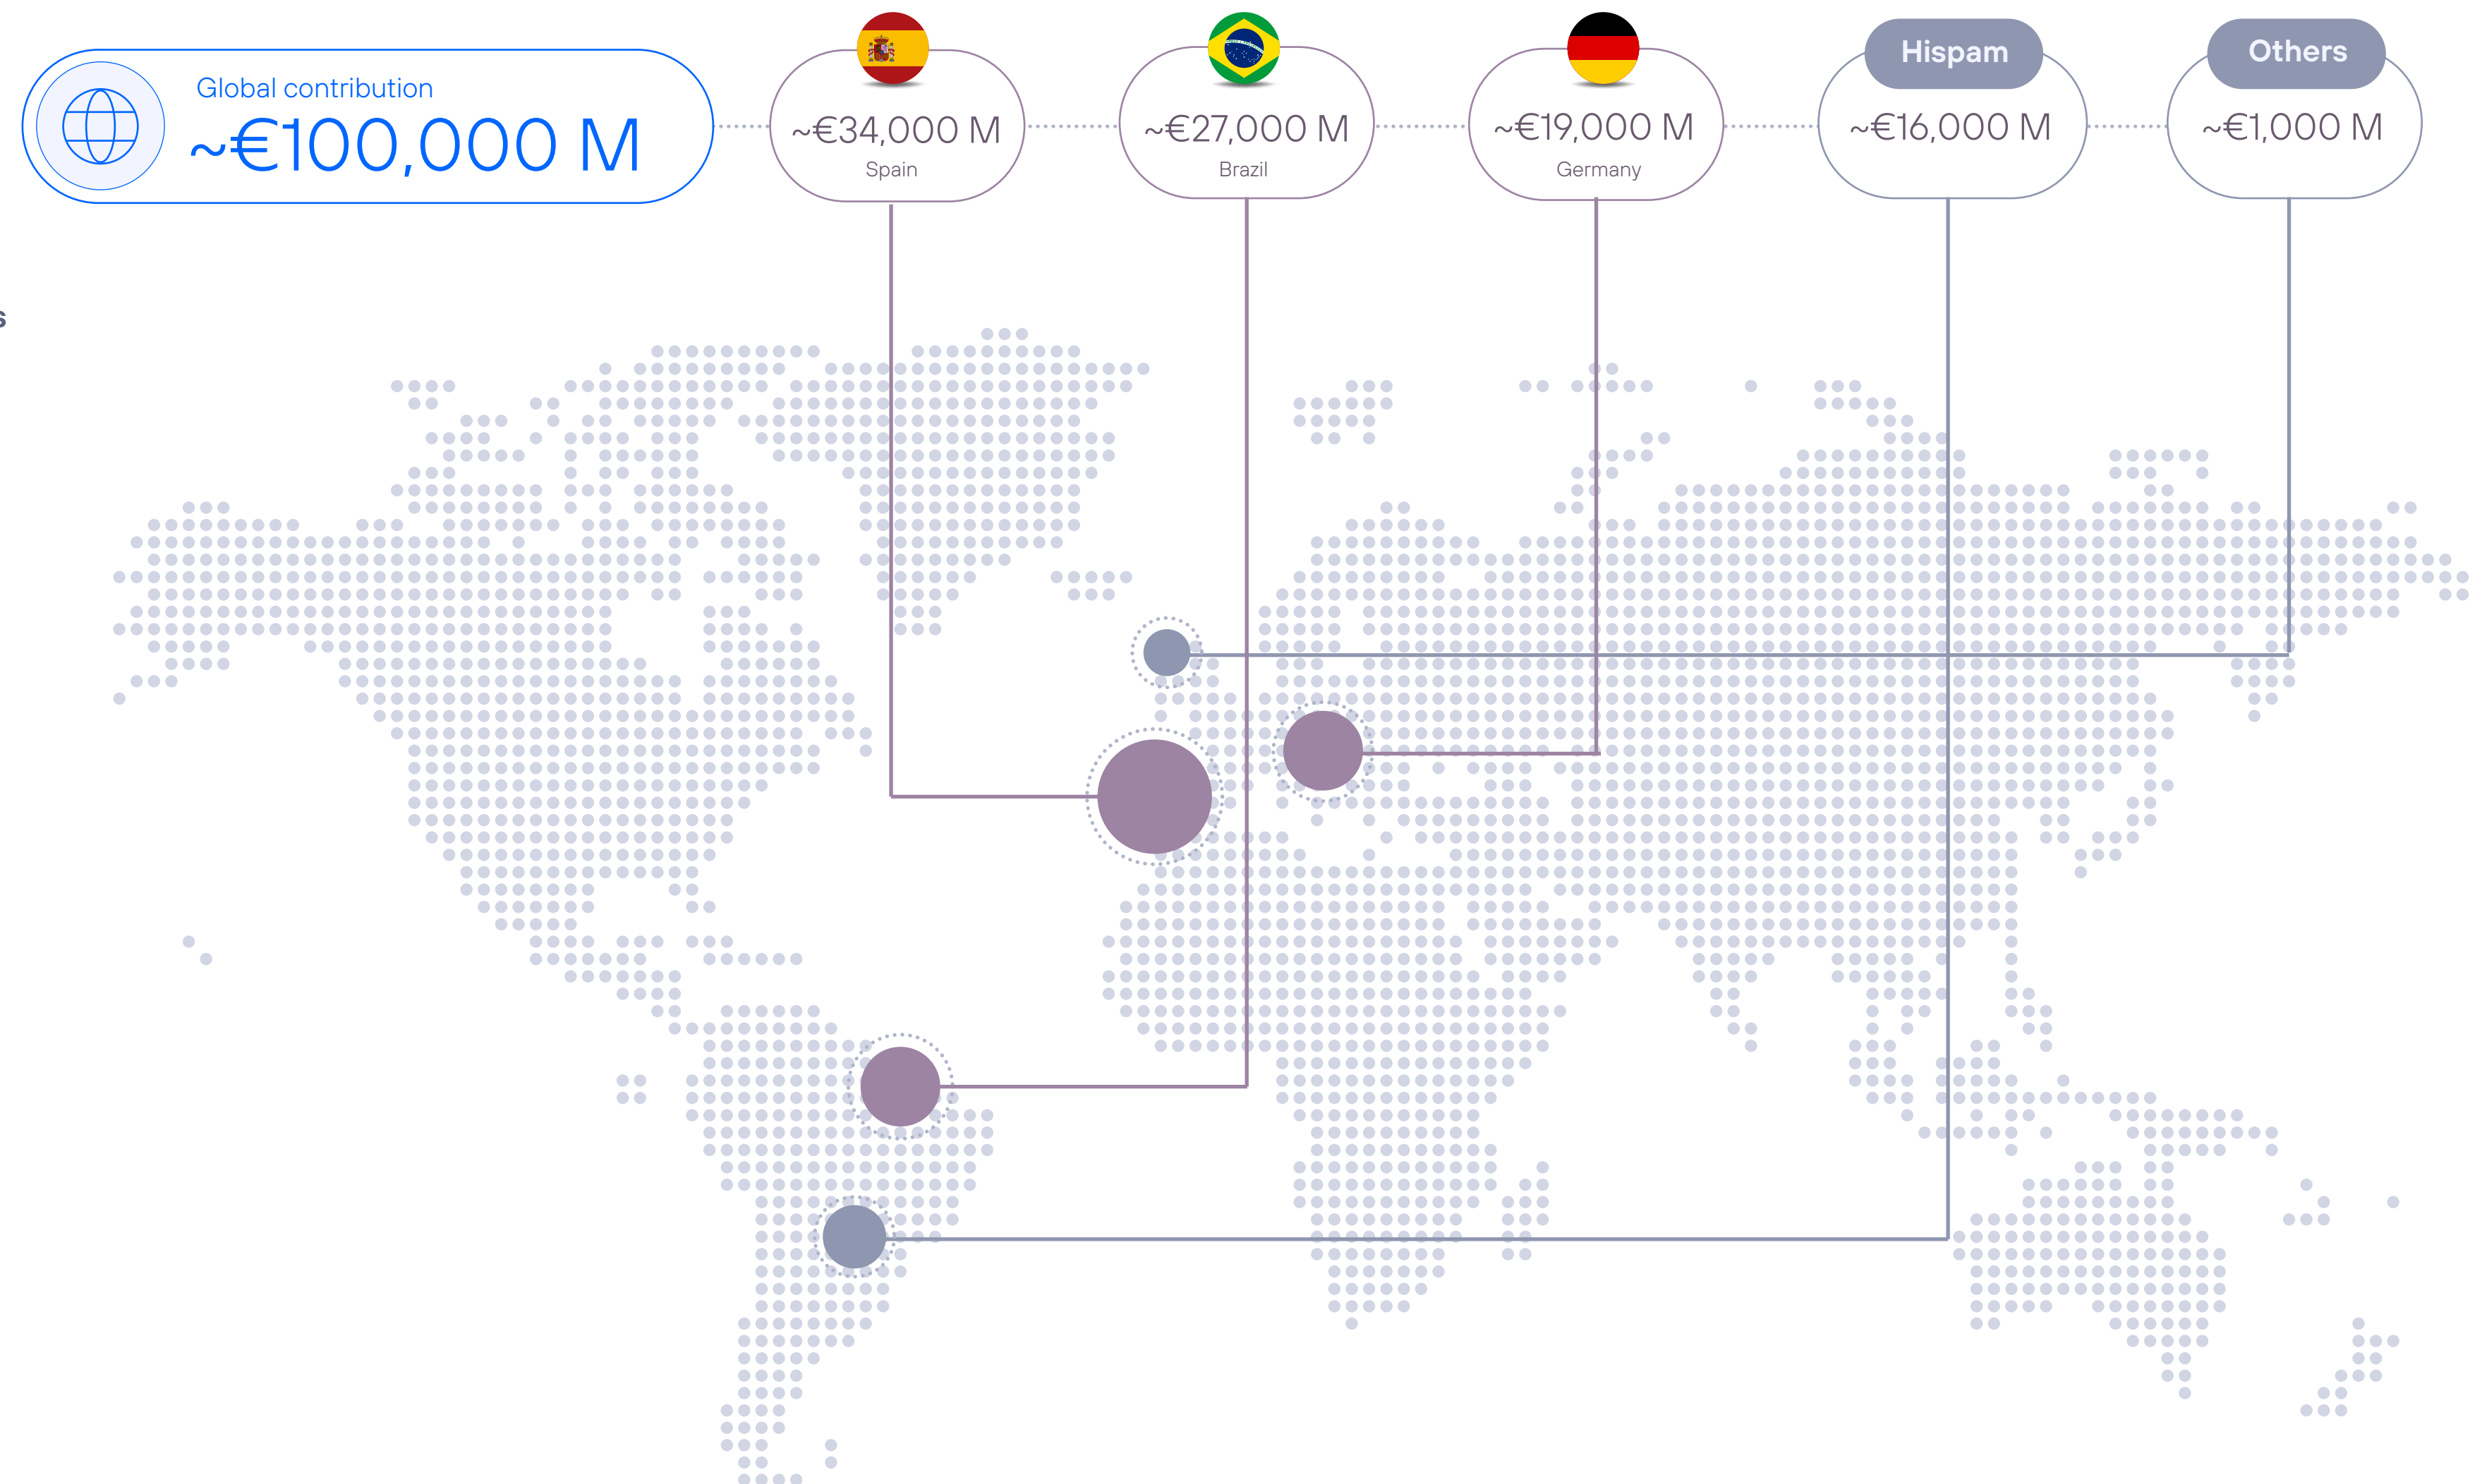 Global contribution
~€100,000 M
~€34,000 M
Spain
~€27,000 M
Brazil
~€19,000 M
Germany
Hispam
~€16,000 M
Others
~€1,000 M
s